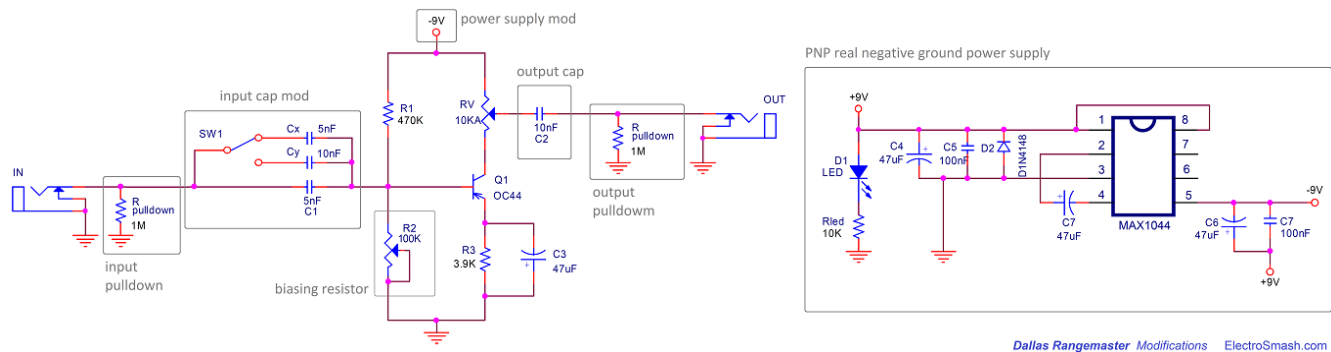 -9V
power supply mod
PNP real negative ground power supply
input cap mod
output cap
R1
470K
RV
10KA
10nF
C2
OUT
SW1
Cx
5nF
Cy
10nF
5nF
C1
R
pulldown
1M
output
pulldowm
IN
R
pulldown
1M
input
pulldown
Q1
OC44
R2
100K
biasing resistor
R3
3.9K
C3
47uF
+
+9V
D1
LED
Rled
10K
C4
47uF
+
C5
100nF
D2
D1N4148
1
2
3
4
8
7
6
5
MAX1044
C7
47uF
+
-9V
C6
47uF
+
C7
100nF
+9V
Dallas Rangemaster Modifications ElectroSmash.com